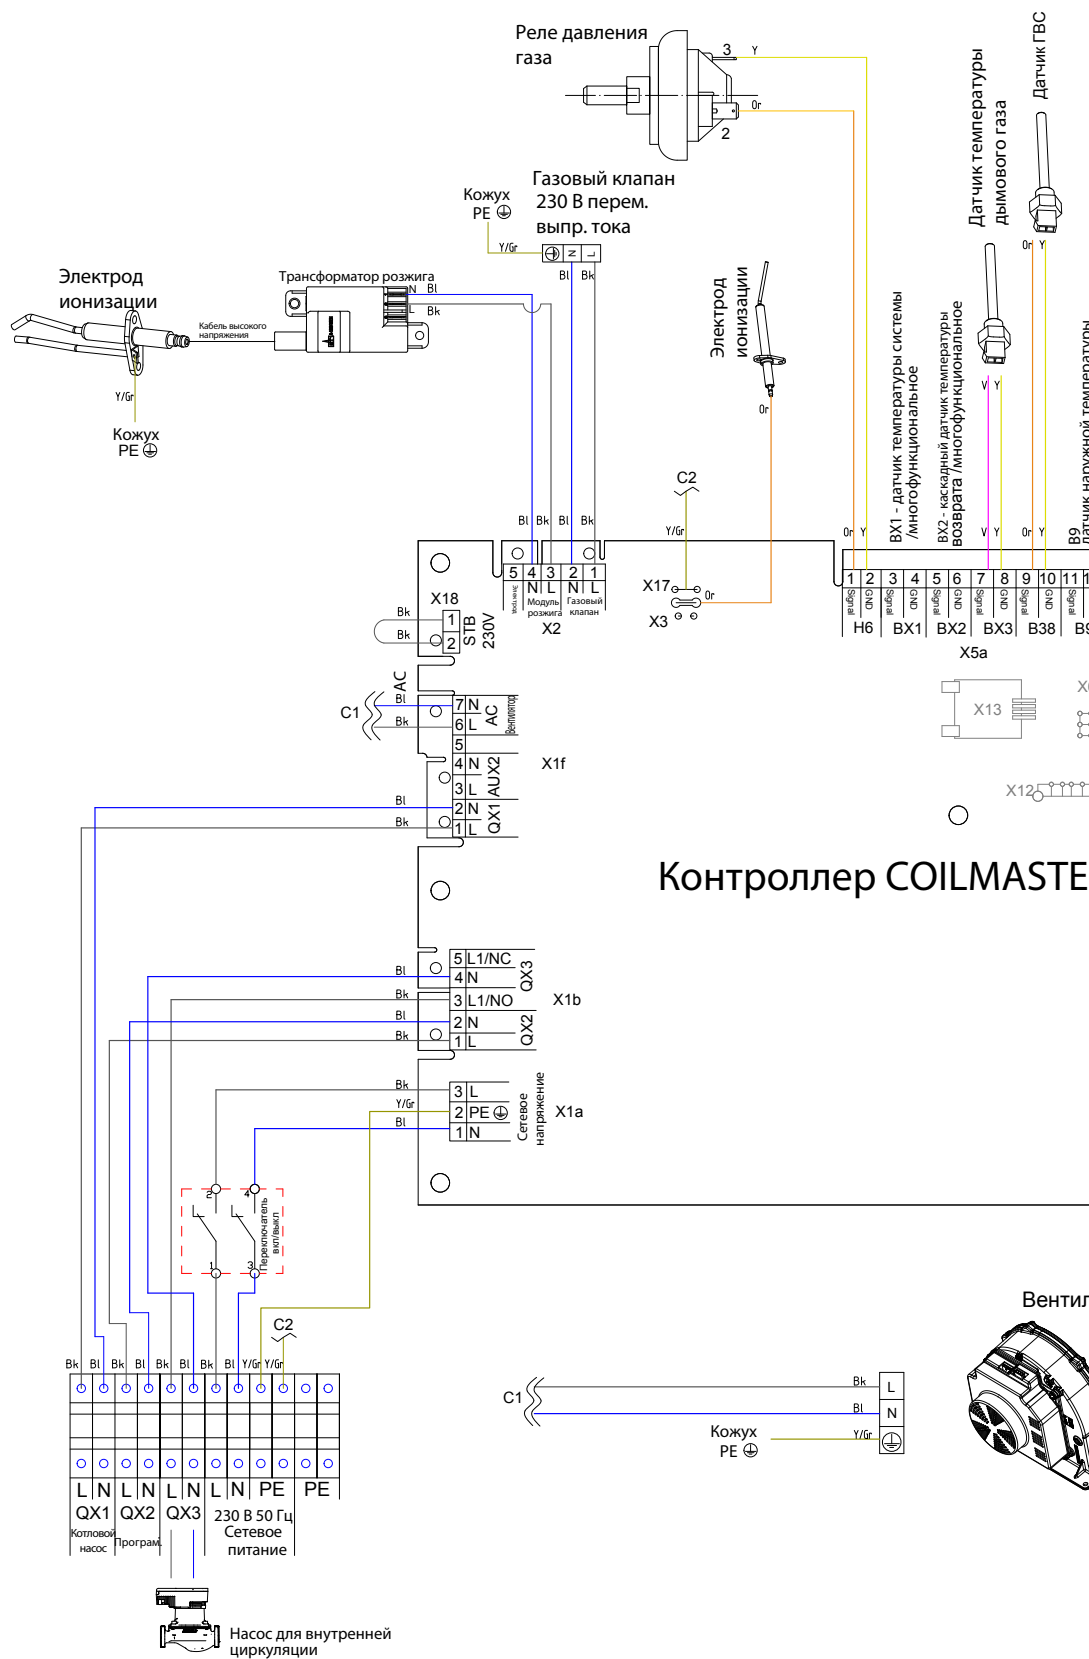 Реле давления
газа
3
Y
Or
2
Датчик температуры
дымового газа
Датчик ГВС
Or
Y
Кожух
PE
Y/Gr
Газовый клапан
230 В перем.
выпр. тока
N
L
Bl
Bk
Электрод
ионизации
Трансформатор розжига
N
Bl
L
Bk
Кабель высокого
напряжения
Y/Gr
Кожух
PE
Электрод
ионизации
Or
BX1 - датчик температуры системы
/многофункциональное
BX2 - каскадный датчик температуры
возврата /многофункциональное
V
Y
B9
датчик наружной температуры
C2
Y/Gr
Bl
Bk
Bl
Bk
Or
Y
V
Y
Or
Y
5
4
3
2
1
N
L
N
L
Электрод
Модуль
розжига
Газовый
клапан
X2
X17
X3
Or
1
2
3
4
5
6
7
8
9
10
11
1
Signal
GND
Signal
GND
Signal
GND
Signal
GND
Signal
GND
Signal
H6
BX1
BX2
BX3
B38
B9
X5a
X18
Bk
Bk
1
2
STB
230V
X13
X12
AC
C1
Bl
Bk
7
N
6
L
5
4
N
3
L
2
N
1
L
AC
Вентилятор
AUX2
QX1
X1f
Bl
Bk
Контроллер COILMASTE
5
L1/NC
4
N
3
L1/NO
2
N
1
L
QX3
QX2
X1b
Bl
Bk
Bl
Bk
3
L
2
PE
1
N
Сетевое
напряжение
X1a
Bk
Y/Gr
Bl
2
4
1
3
Переключатель
вкл/выкл
C2
Bk
Bl
Bk
Bl
Bk
Bl
Bk
Bl
Y/Gr
Y/Gr
L
N
L
N
L
N
L
N
PE
PE
QX1
QX2
QX3
230 В 50 Гц
Сетевое
питание
Котловой
насос
Програм.
Насос для внутренней
циркуляции
Вентил
C1
Bk
L
Bl
N
Кожух
PE
Y/Gr